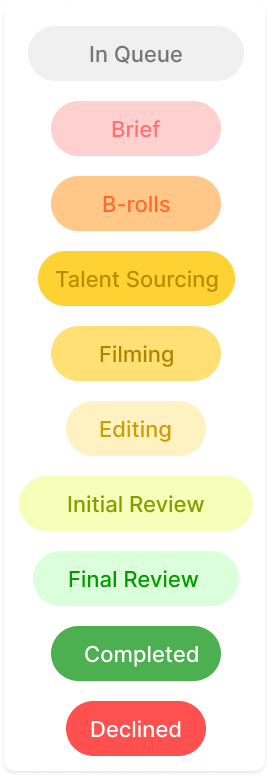 In Queue
Brief
B-rolls
Talent Sourcing
Filming
Editing
Initial Review
Final Review
Completed
Declined